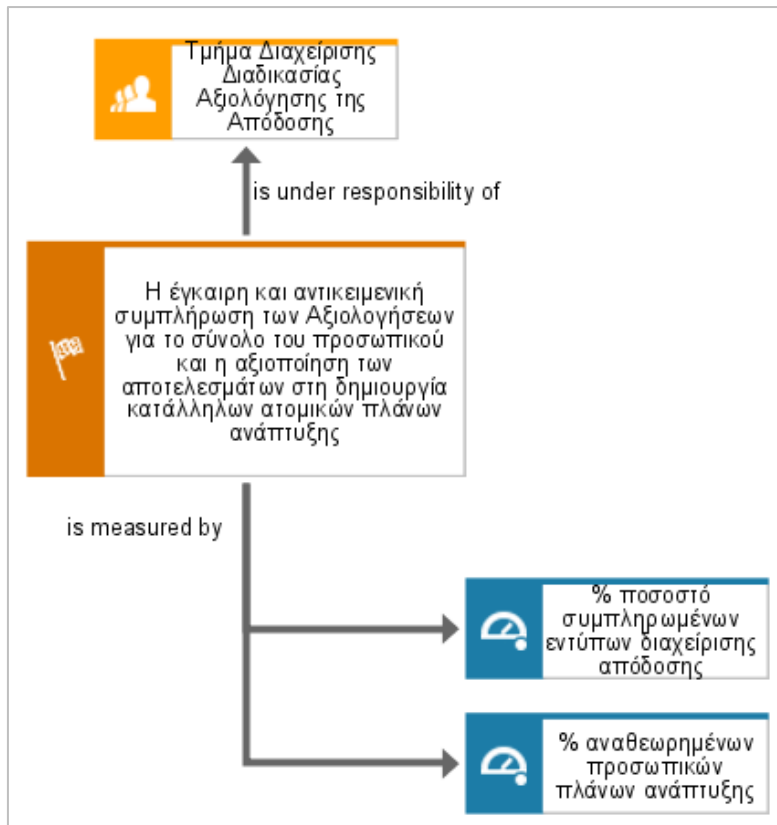 Τμήμα Διαχείρισης
Διαδικασίας
Αξιολόγησης της
Απόδοσης
is under responsibility of
Η έγκαιρη και αντικειμενική
συμπλήρωση των Αξιολογήσεων
για το σύνολο του προσωπικού
και η αξιοποίηση των
αποτελεσμάτων στη δημιουργία
κατάλληλων ατομικών πλάνων
ανάπτυξης
is measured by
% ποσοστό
συμπληρωμένων
εντύπων διαχείρισης
απόδοσης
% αναθεωρημένων
προσωπικών
πλάνων ανάπτυξης